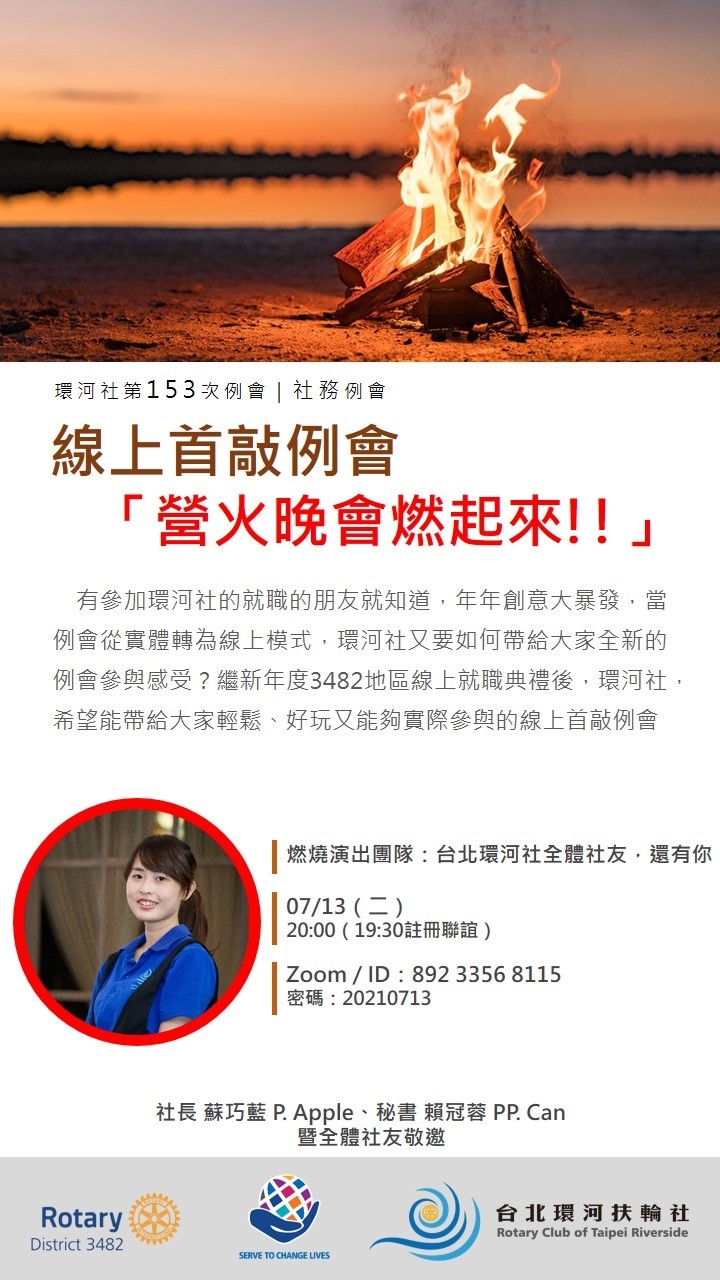 環河社第153次例會 | 社務例會
線上首敲例會
「營火晚會燃起來!!」
有參加環河社的就職的朋友就知道，年年創意大暴發，當
例會從實體轉為線上模式，環河社又要如何帶給大家全新的
例會參與感受？繼新年度3482地區線上就職典禮後，環河社，
希望能帶給大家輕鬆、好玩又能夠實際參與的線上首敲例會
燃燒演出團隊：台北環河社全體社友，還有你
07/13 ( 二 )
20:00 ( 19:30註冊聯誼 )
Zoom / ID：892 3356 8115
密碼：20210713
社長 蘇巧藍 P. Apple、秘書 賴冠蓉 PP. Can
暨全體社友敬邀
Rotary
District 3482
SERVE TO CHANGE LIVES
台北環河扶輪社
Rotary Club of Taipei Riverside